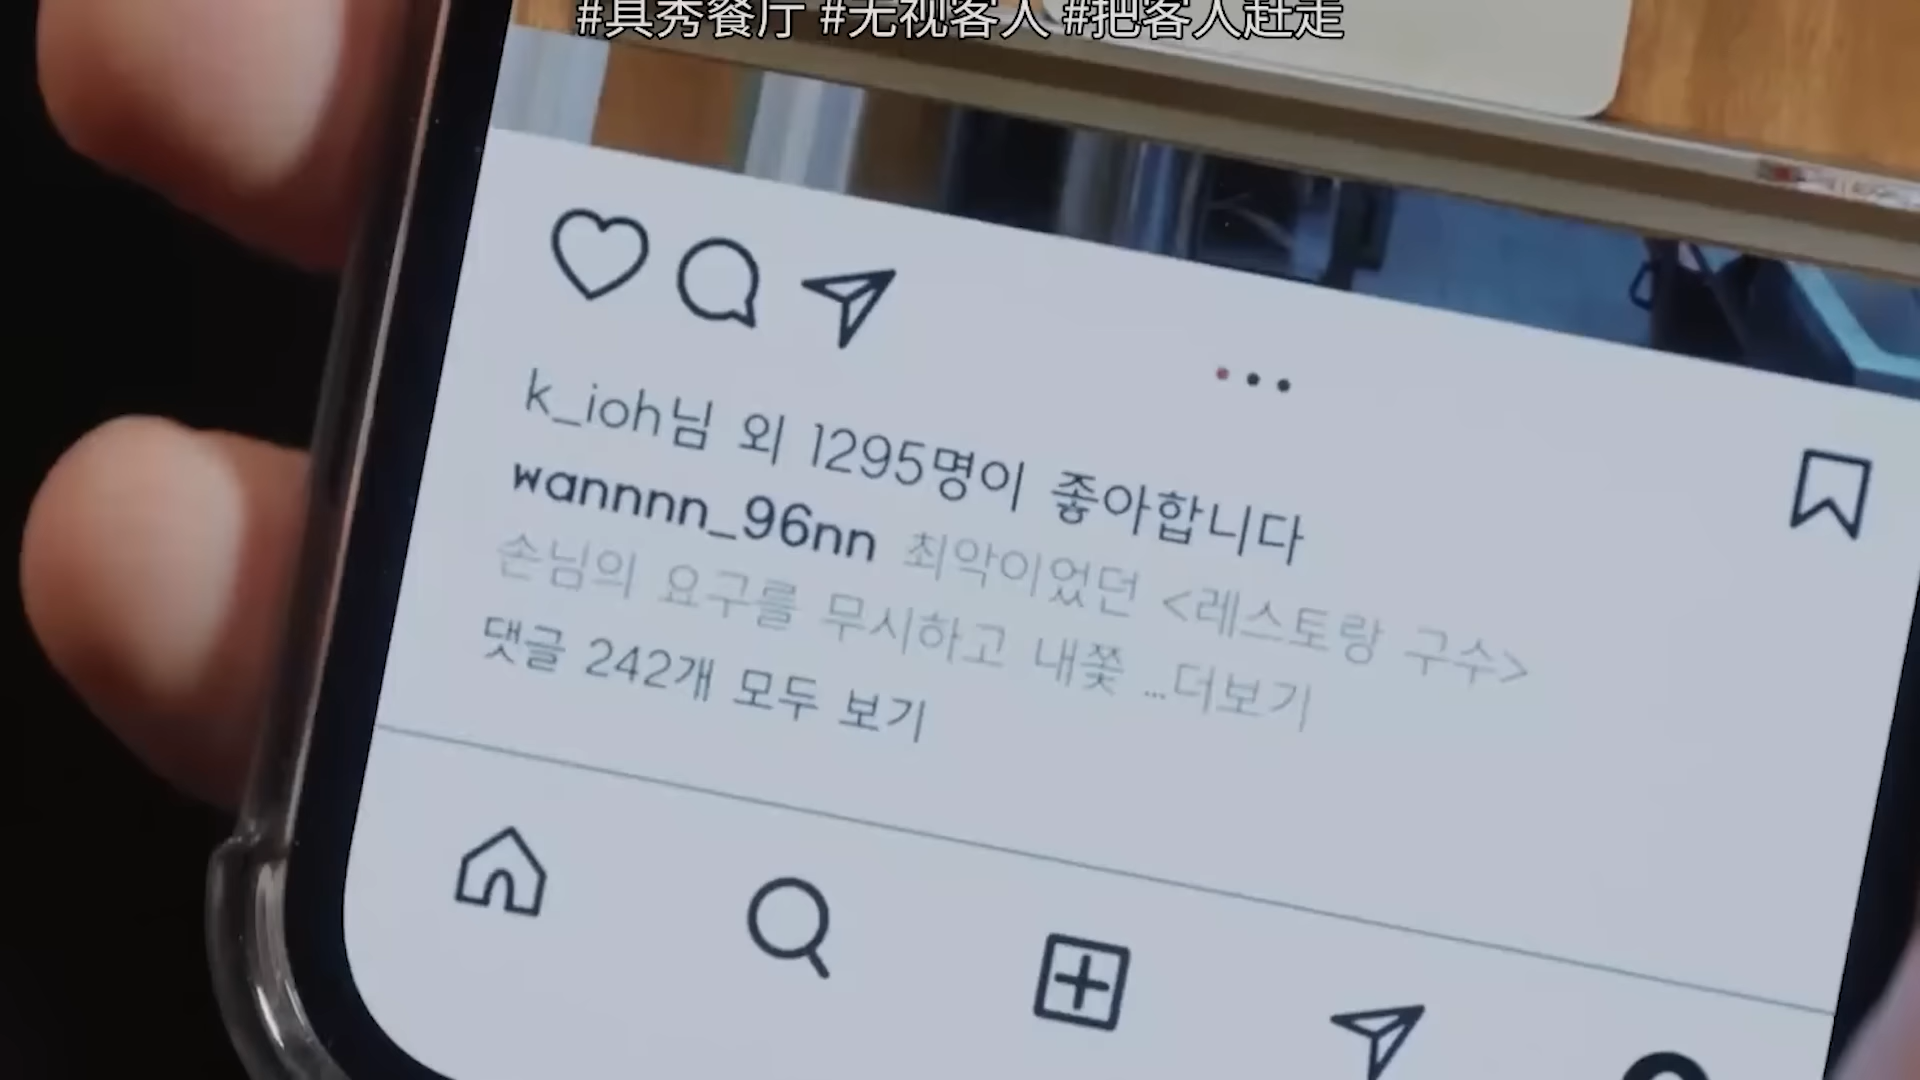 #具秀餐厅 #无视客人 #把客人赶走
k_ioh님 외 1295명이 좋아합니다
wannnn_96nn 최악이었던 <레스토랑 구수>
손님의 요구를 무시하고 내쫓 ...더보기
댓글 242개 모두 보기